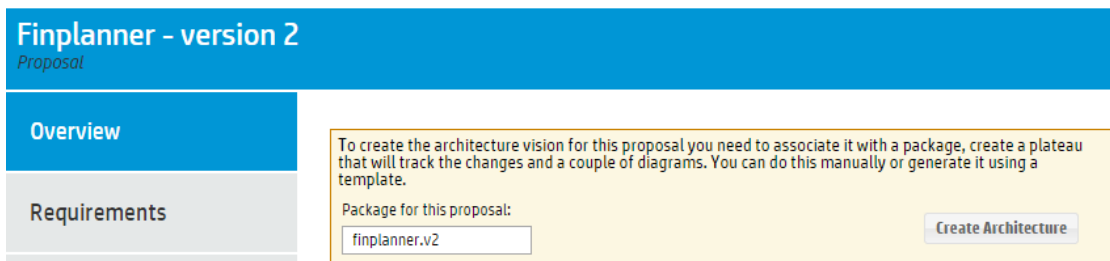 Finplanner - version 2
Proposal
Overview
Requirements
To create the architecture vision for this proposal you need to associate it with a package, create a plateau
that will track the changes and a couple of diagrams. You can do this manually or generate it using a
template.
Package for this proposal:
finplanner.v2
Create Architecture